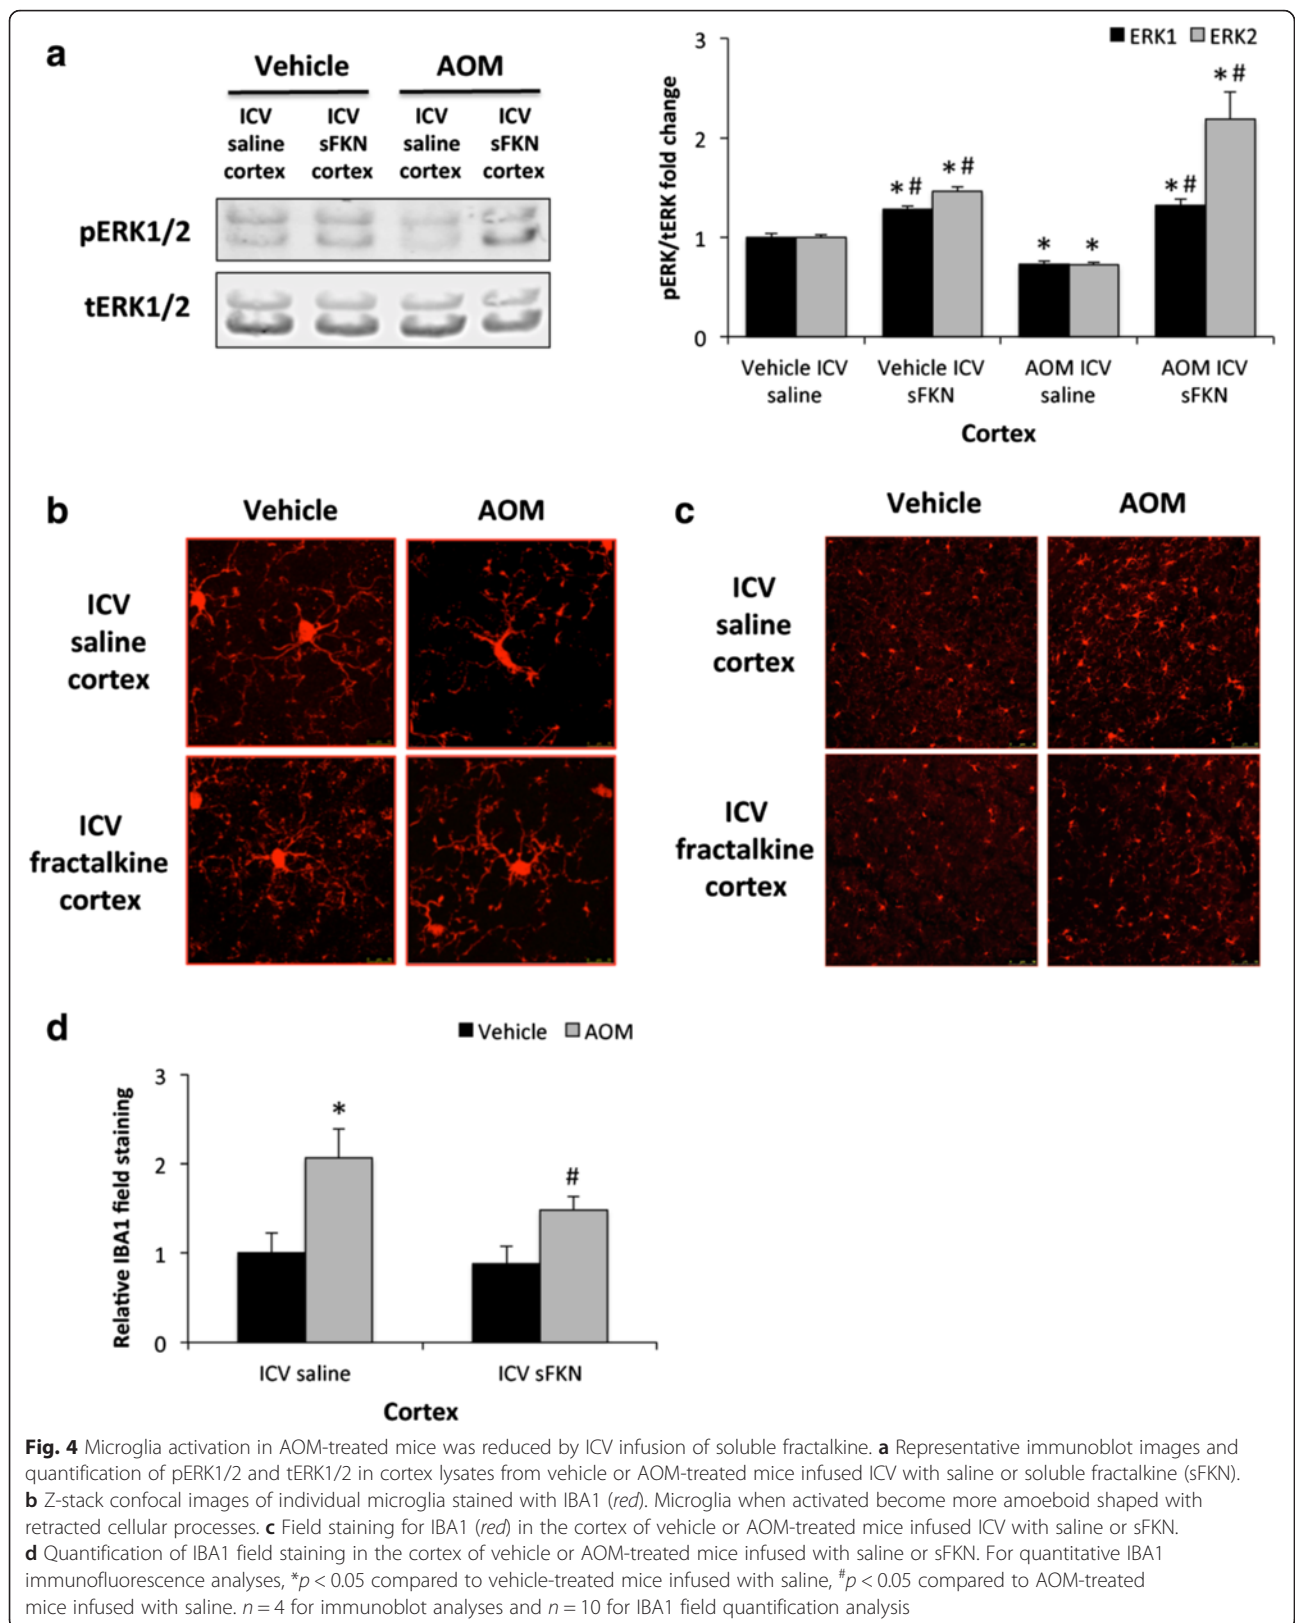 a
Vehicle AOM
ICV saline cortex
ICV sFKN cortex
ICV saline cortex
ICV sFKN cortex
pERK1/2
tERK1/2
ERK1 ERK2
pERK/tERK fold change
3
2
1
0
*# *# * * *# *#
Vehicle ICV saline
Vehicle ICV sFKN
AOM ICV saline
AOM ICV sFKN
Cortex
b
Vehicle AOM
ICV
saline
cortex
ICV
fractalkine
cortex
c
Vehicle AOM
ICV
saline
cortex
ICV
fractalkine
cortex
d
Vehicle AOM
Relative IBA1 field staining
3
2
1
0
* #
ICV saline ICV sFKN
Cortex
Fig. 4 Microglia activation in AOM-treated mice was reduced by ICV infusion of soluble fractalkine. a Representative immunoblot images and
quantification of pERK1/2 and tERK1/2 in cortex lysates from vehicle or AOM-treated mice infused ICV with saline or soluble fractalkine (sFKN).
b Z-stack confocal images of individual microglia stained with IBA1 (red). Microglia when activated become more amoeboid shaped with
retracted cellular processes. c Field staining for IBA1 (red) in the cortex of vehicle or AOM-treated mice infused ICV with saline or sFKN.
d Quantification of IBA1 field staining in the cortex of vehicle or AOM-treated mice infused with saline or sFKN. For quantitative IBA1
immunofluorescence analyses, *p < 0.05 compared to vehicle-treated mice infused with saline, #p < 0.05 compared to AOM-treated
mice infused with saline. n = 4 for immunoblot analyses and n = 10 for IBA1 field quantification analysis